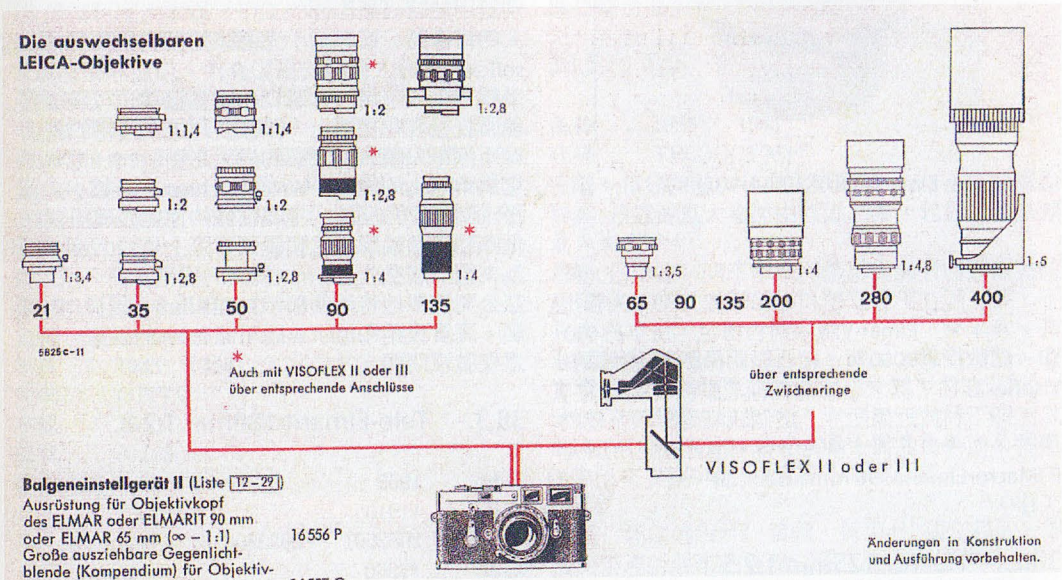 Die auswechselbaren
LEICA-Objektive
1:1,4
1:1,4
1:2
1:2,8
1:2
1:2
1:2,8
1:3,4
1:2,8
1:2,8
1:4
1:4
1:3,5
1:4
1:4,8
1:5
21
35
50
90
135
65
90
135
200
280
400
5825c-11
*
Auch mit VISOFLEX II oder III
über entsprechende Anschlüsse
über entsprechende
Zwischenringe
VISOFLEX II oder III
Balgeneinstellgerät II (Liste 12-29)
Ausrüstung für Objektivkopf
des ELMAR oder ELMARIT 90 mm
oder ELMAR 65 mm (∞ - 1:1) 16556 P
Große ausziehbare Gegenlicht-
blende (Kompendium) für Objektiv-
Änderungen in Konstruktion
und Ausführung vorbehalten.